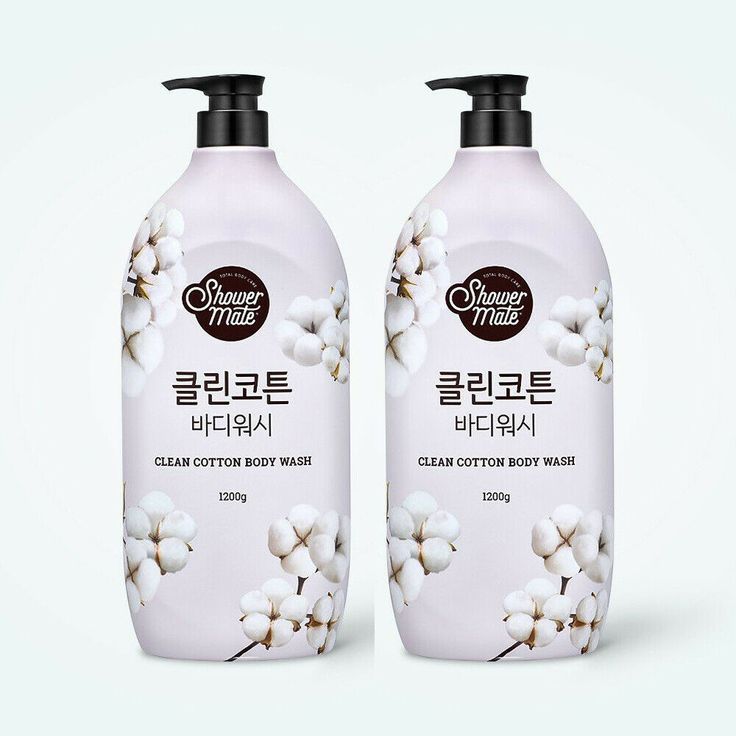 TOTAL BODY CARE
Shower
Mate
클린코튼
바디워시
CLEAN COTTON BODY WASH
1200g
TOTAL BODY CARE
Shower
Mate
클린코튼
바디워시
CLEAN COTTON BODY WASH
1200g